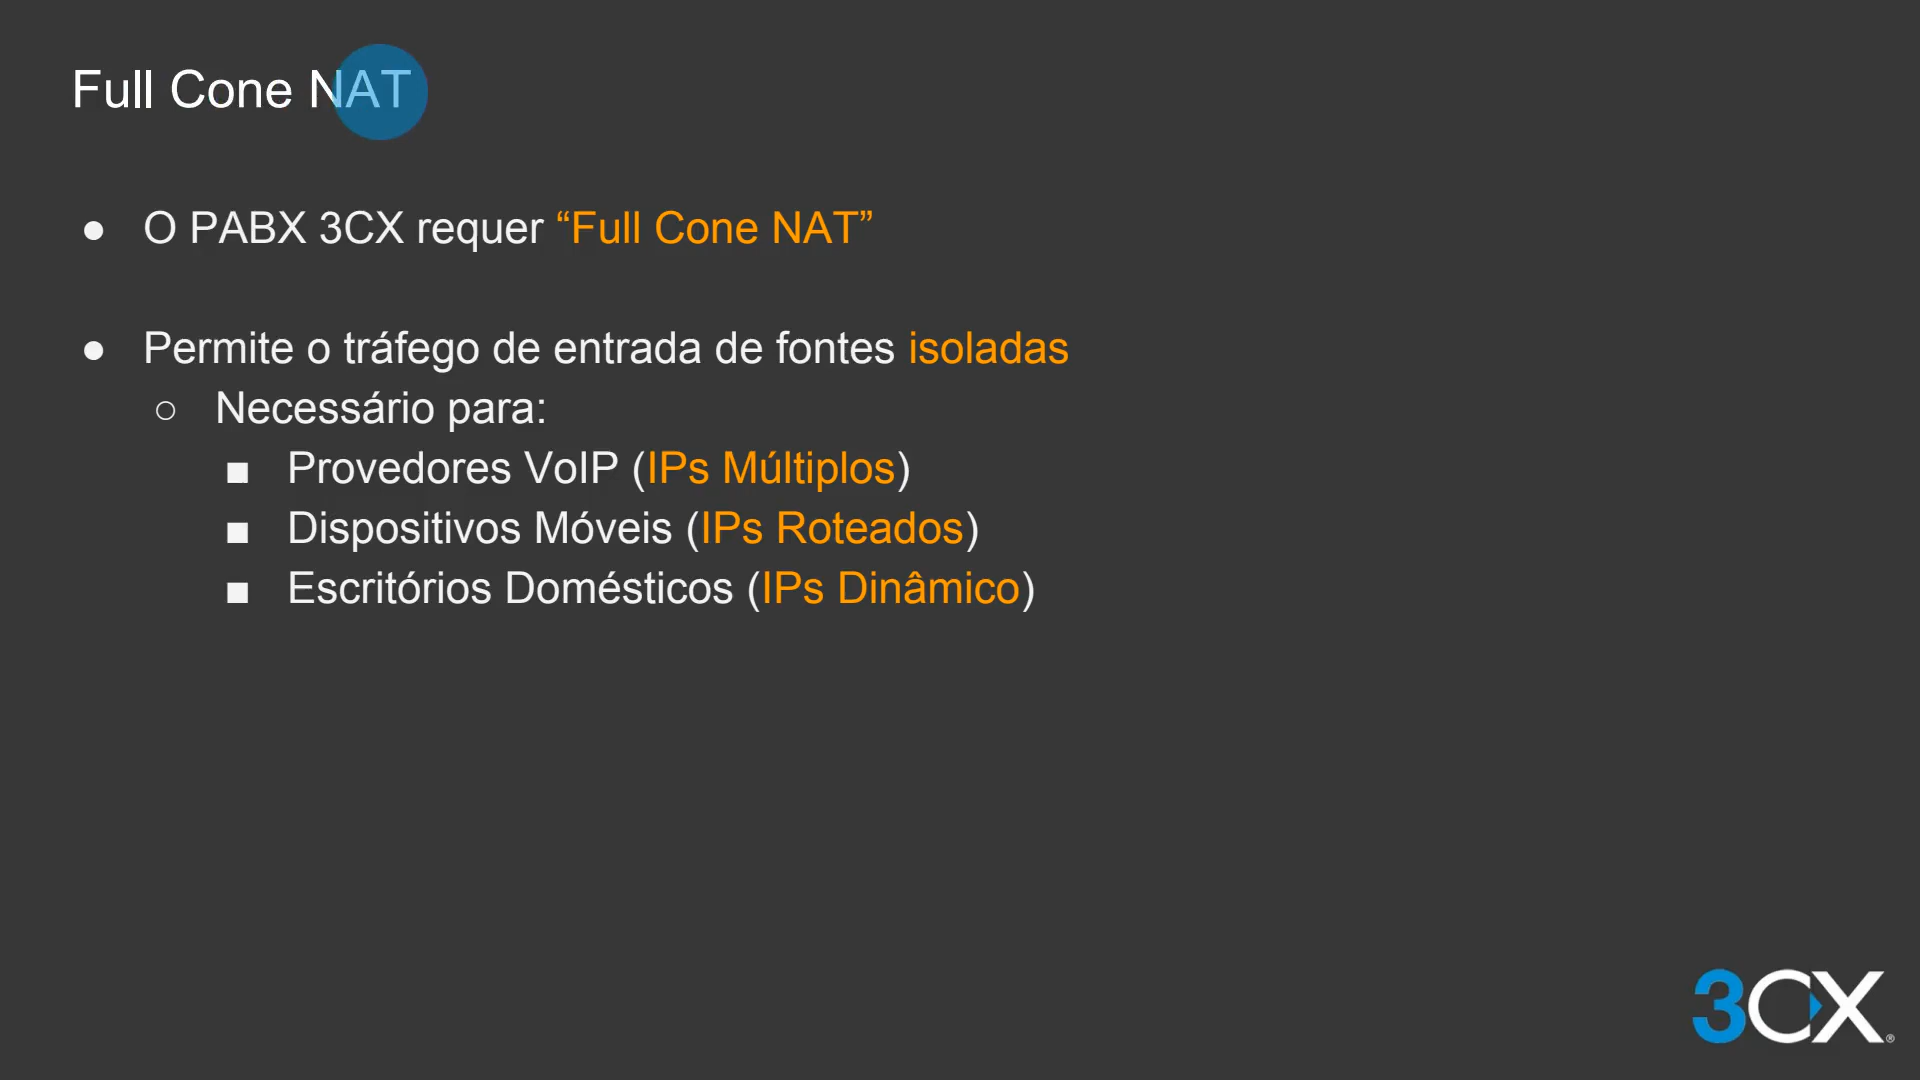 Full Cone NAT
● O PABX 3CX requer “Full Cone NAT”
● Permite o tráfego de entrada de fontes isoladas
○ Necessário para:
■ Provedores VoIP (IPs Múltiplos)
■ Dispositivos Móveis (IPs Roteados)
■ Escritórios Domésticos (IPs Dinâmico)
3CX®